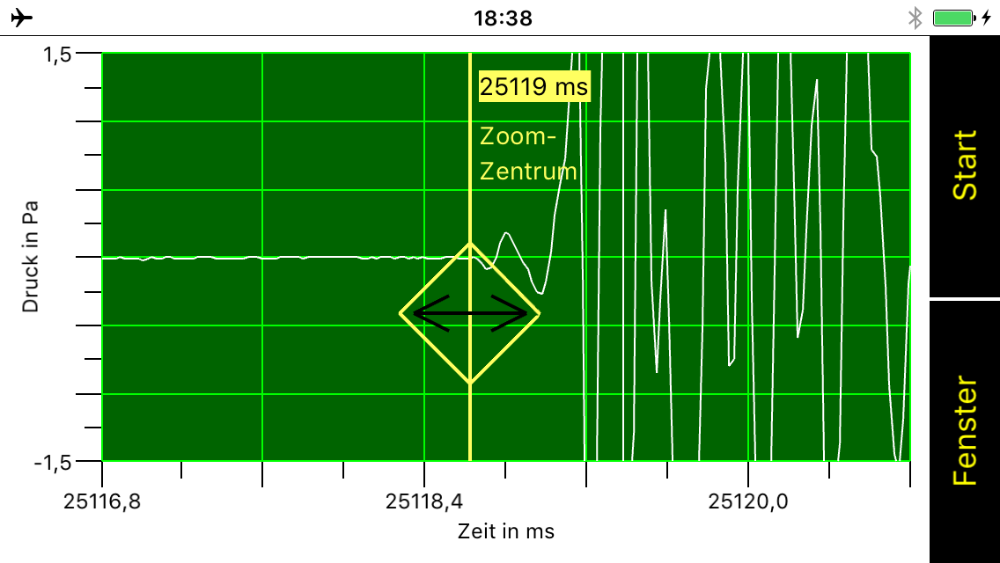 18:38
1,5
25119 ms
Zoom-
Zentrum
Start
Druck in Pa
Fenster
-1,5
25116,8
25118,4
25120,0
Zeit in ms